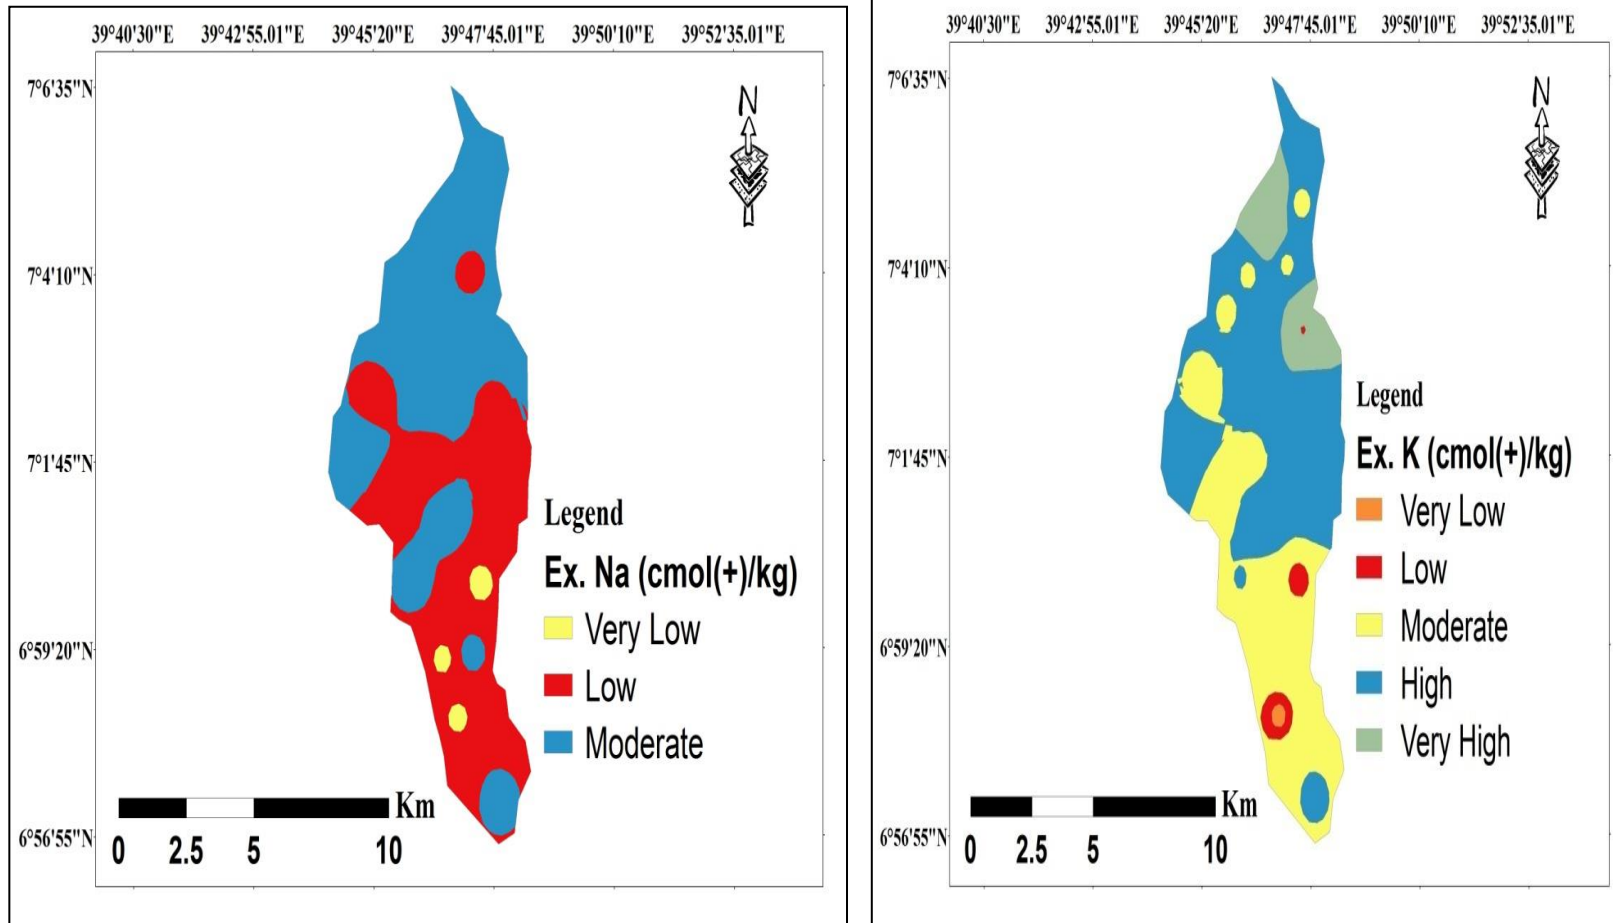 39°40'30"E 39°42'55.01"E 39°45'20"E 39°47'45.01"E 39°50'10"E 39°52'35.01"E
7°6'35"N
N
7°4'10"N
7°1'45"N
Legend
Ex. Na (cmol(+)/kg)
Very Low
6°59'20"N
Low
Moderate
Km
6°56'55"N
0 2.5 5 10
39°40'30"E 39°42'55.01"E 39°45'20"E 39°47'45.01"E 39°50'10"E 39°52'35.01"E
7°6'35"N
N
7°4'10"N
Legend
7°1'45"N
Ex. K (cmol(+)/kg)
Very Low
Low
Moderate
6°59'20"N
High
Very High
Km
6°56'55"N
0 2.5 5 10